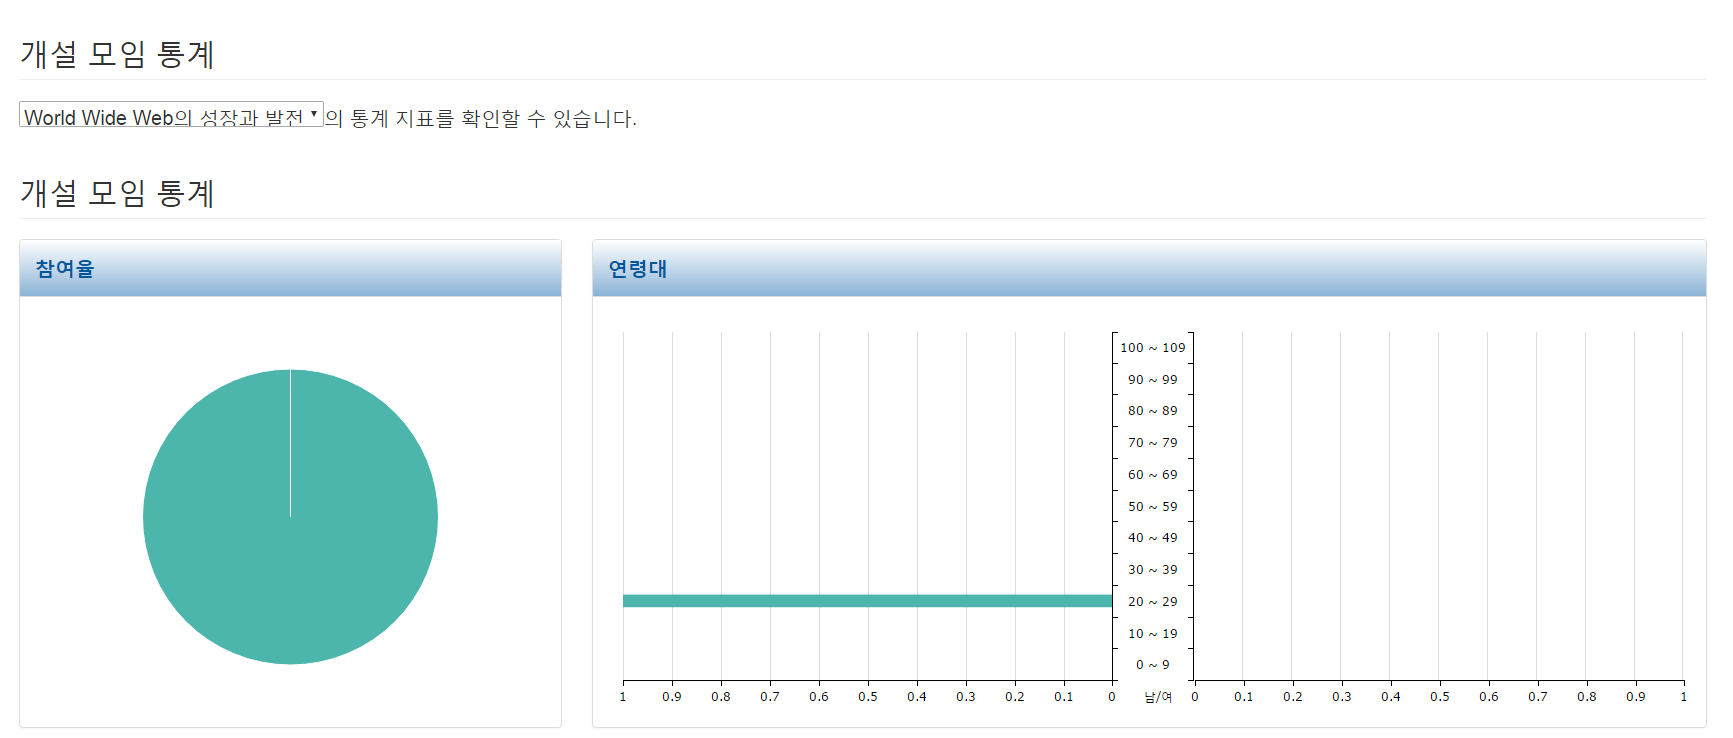 개설 모임 통계
World Wide Web의 성장과 발전 ▾의 통계 지표를 확인할 수 있습니다.
개설 모임 통계
참여율
연령대
100 ~ 109
90 ~ 99
80 ~ 89
70 ~ 79
60 ~ 69
50 ~ 59
40 ~ 49
30 ~ 39
20 ~ 29
10 ~ 19
0 ~ 9
1 0.9 0.8 0.7 0.6 0.5 0.4 0.3 0.2 0.1 0 남/여 0 0.1 0.2 0.3 0.4 0.5 0.6 0.7 0.8 0.9 1